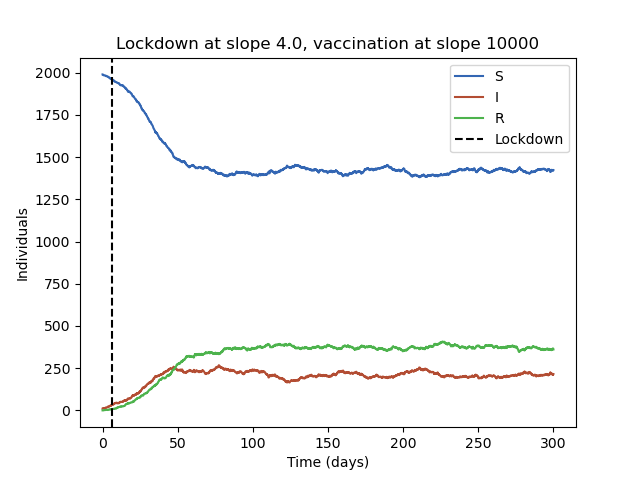 Lockdown at slope 4.0, vaccination at slope 10000
2000
1750
1500
1250
1000
750
500
250
0
Individuals
S
I
R
Lockdown
0 50 100 150 200 250 300
Time (days)